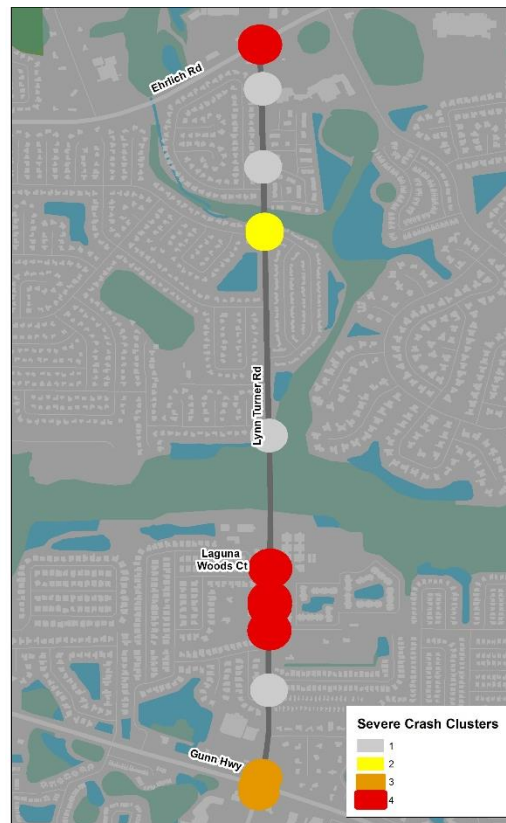 Ehrlich Rd
Lynn Turner Rd
Laguna
Woods Ct
Gunn Hwy
Severe Crash Clusters
1
2
3
4